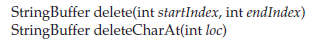 StringBuffer delete(int startIndex, int endIndex)
StringBuffer deleteCharAt(int loc)